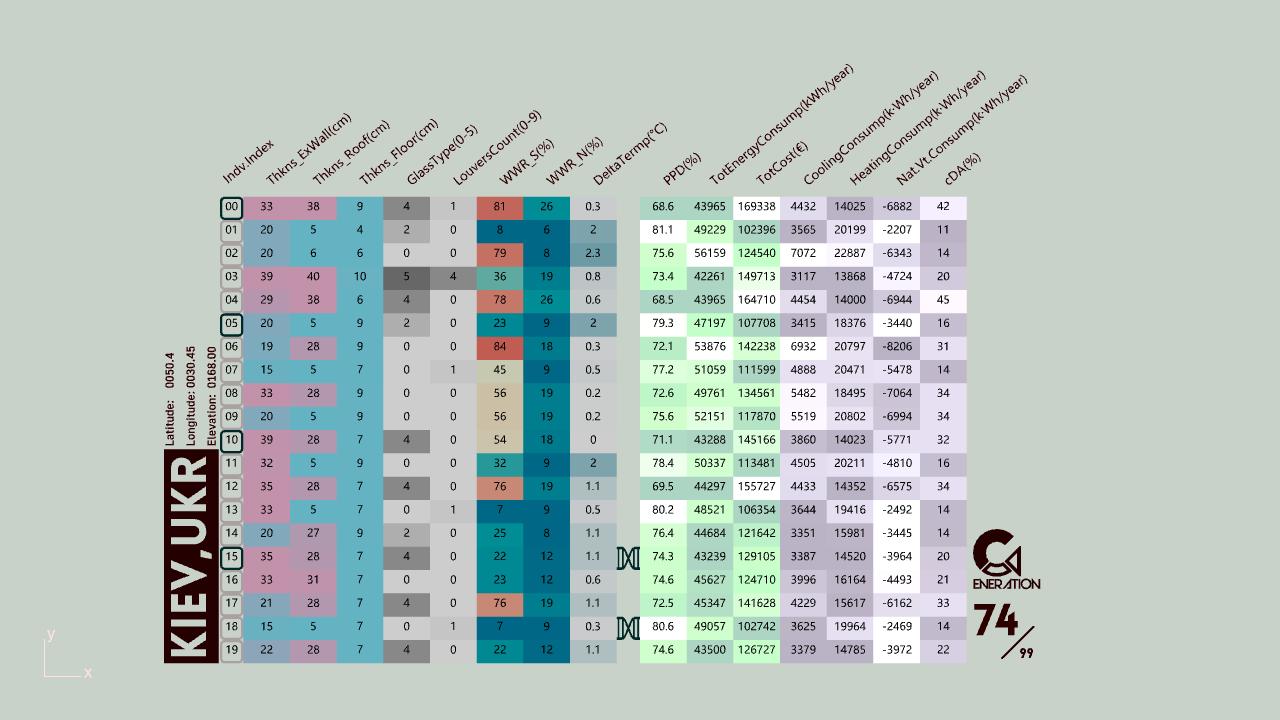 Indv.Index Thkns_ExWall(cm) Thkns_Roof(cm) Thkns_Floor(cm) GlassType(0-5) LouversCount(0-9) WWR_S(%) WWR_N(%) DeltaTermp(°C) PPD(%) TotEnergyConsump(kWh/year) TotCost(€) CoolingConsump(k·Wh/year) HeatingConsump(k·Wh/year) Nat.Vt.Consump(k·Wh/year) cDA(%)
00 33 38 9 4 1 81 26 0.3 68.6 43965 169338 4432 14025 -6882 42
01 20 5 4 2 0 8 6 2 81.1 49229 102396 3565 20199 -2207 11
02 20 6 6 0 0 79 8 2.3 75.6 56159 124540 7072 22887 -6343 14
03 39 40 10 5 4 36 19 0.8 73.4 42261 149713 3117 13868 -4724 20
04 29 38 6 4 0 78 26 0.6 68.5 43965 164710 4454 14000 -6944 45
05 20 5 9 2 0 23 9 2 79.3 47197 107708 3415 18376 -3440 16
06 19 28 9 0 0 84 18 0.3 72.1 53876 142238 6932 20797 -8206 31
07 15 5 7 0 1 45 9 0.5 77.2 51059 111599 4888 20471 -5478 14
08 33 28 9 0 0 56 19 0.2 72.6 49761 134561 5482 18495 -7064 34
09 20 5 9 0 0 56 19 0.2 75.6 52151 117870 5519 20802 -6994 34
10 39 28 7 4 0 54 18 0 71.1 43288 145166 3860 14023 -5771 32
11 32 5 9 0 0 32 9 2 78.4 50337 113481 4505 20211 -4810 16
12 35 28 7 4 0 76 19 1.1 69.5 44297 155727 4433 14352 -6575 34
13 33 5 7 0 1 7 9 0.5 80.2 48521 106354 3644 19416 -2492 14
14 20 27 9 2 0 25 8 1.1 76.4 44684 121642 3351 15981 -3445 14
15 35 28 7 4 0 22 12 1.1 74.3 43239 129105 3387 14520 -3964 20
16 33 31 7 0 0 23 12 0.6 74.6 45627 124710 3996 16164 -4493 21
17 21 28 7 4 0 76 19 1.1 72.5 45347 141628 4229 15617 -6162 33
18 15 5 7 0 1 7 9 0.3 80.6 49057 102742 3625 19964 -2469 14
19 22 28 7 4 0 22 12 1.1 74.6 43500 126727 3379 14785 -3972 22
Latitude: 0050.4
Longitude: 0030.45
Elevation: 0168.00
KIEV,UKR
G
ENERATION
74/99
y
x